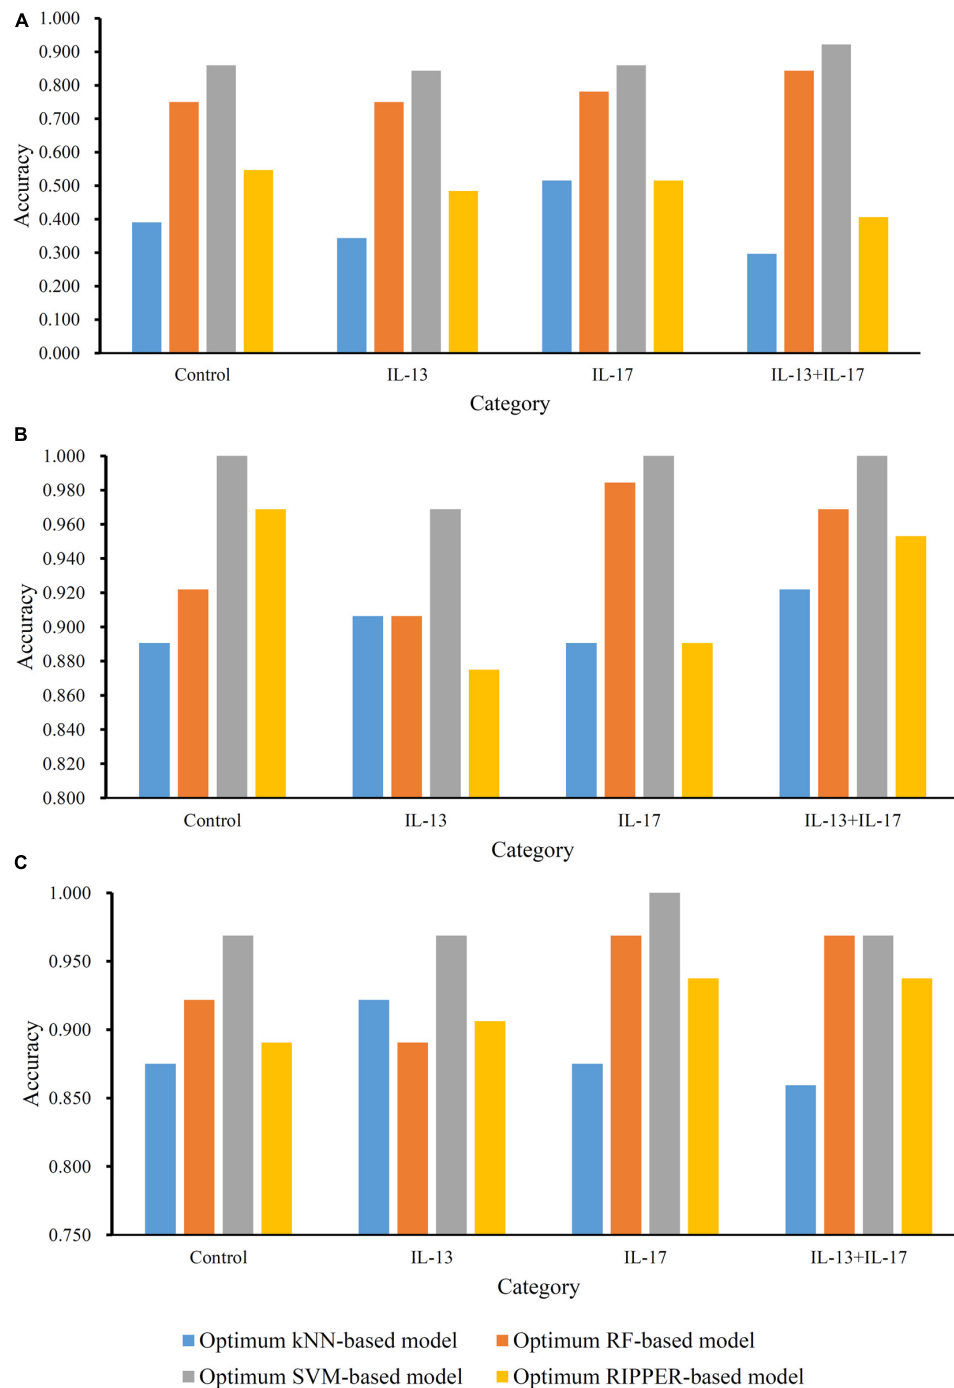 A
1.000
0.900
0.800
0.700
0.600
0.500
0.400
0.300
0.200
0.100
0.000
Accuracy
Control IL-13 IL-17 IL-13+IL-17
Category
B
1.000
0.980
0.960
0.940
0.920
0.900
0.880
0.860
0.840
0.820
0.800
Accuracy
Control IL-13 IL-17 IL-13+IL-17
Category
C
1.000
0.950
0.900
0.850
0.800
0.750
Accuracy
Control IL-13 IL-17 IL-13+IL-17
Category
Optimum kNN-based model Optimum RF-based model
Optimum SVM-based model Optimum RIPPER-based model